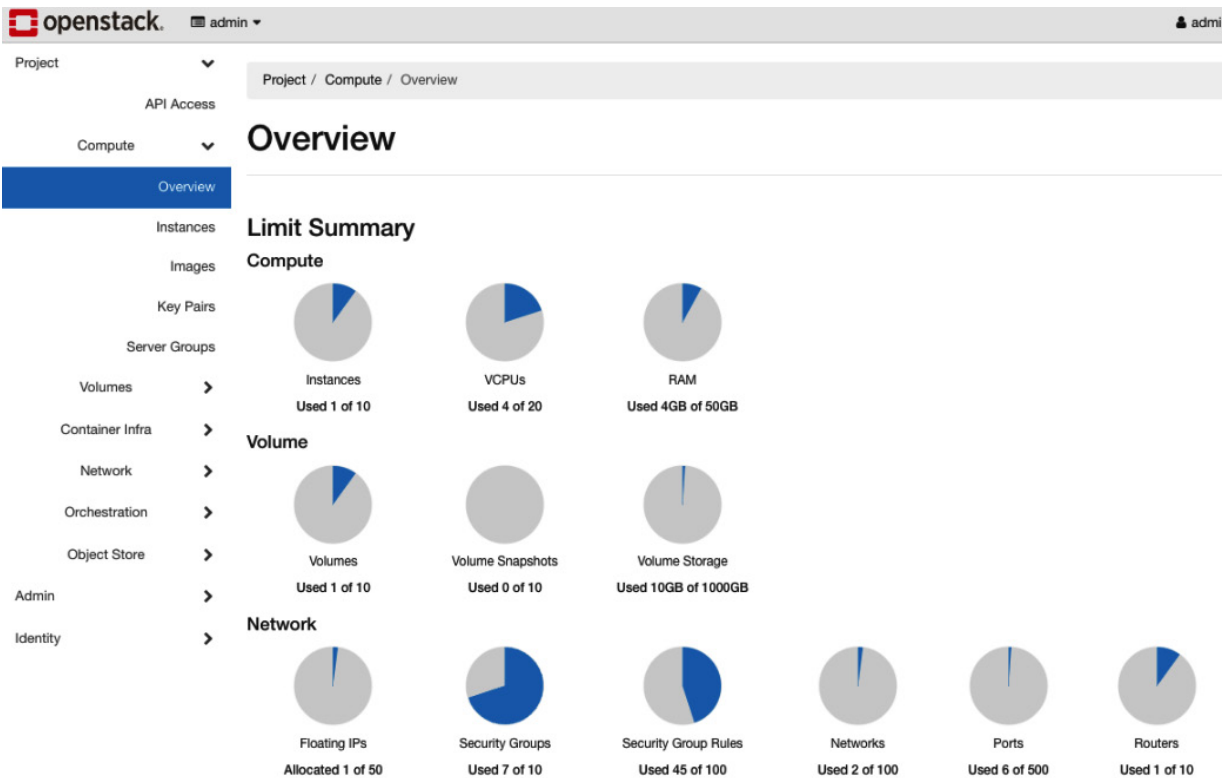 openstack. admin admi
Project
API Access
Compute
Overview
Instances
Images
Key Pairs
Server Groups
Volumes
Container Infra
Network
Orchestration
Object Store
Admin
Identity
Project / Compute / Overview
Overview
Limit Summary
Compute
Instances VCPUs RAM
Used 1 of 10 Used 4 of 20 Used 4GB of 50GB
Volume
Volumes Volume Snapshots Volume Storage
Used 1 of 10 Used 0 of 10 Used 10GB of 1000GB
Network
Floating IPs Security Groups Security Group Rules Networks Ports Routers
Allocated 1 of 50 Used 7 of 10 Used 45 of 100 Used 2 of 100 Used 6 of 500 Used 1 of 10